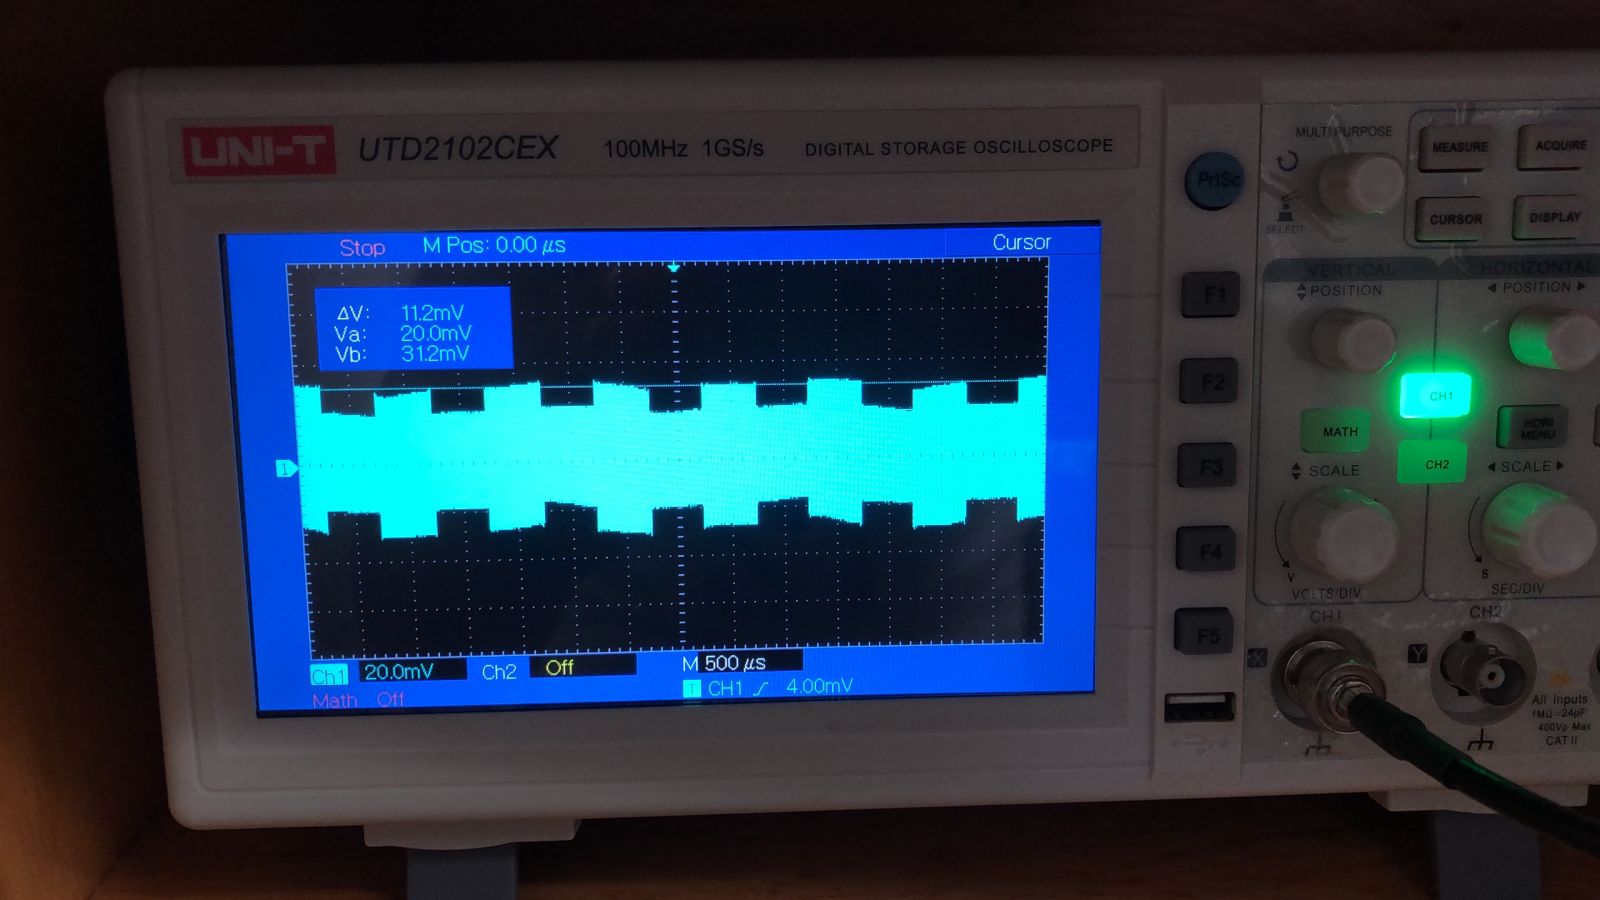 UNI-T UTD2102CEX 100MHz 1GS/s DIGITAL STORAGE OSCILLOSCOPE
Stop M Pos: 0.00 μs Cursor
ΔV: 11.2mV
Va: 20.0mV
Vb: 31.2mV
1
Ch1 20.0mV Ch2 Off M 500 μs
Math Off T CH1 4.00mV
PrtSc
F1
F2
F3
F4
F5
MULTI PURPOSE
SELECT
MEASURE ACQUIRE
CURSOR DISPLAY
VERTICAL HORIZONTAL
POSITION POSITION
CH1
MATH HORI MENU
CH2
SCALE SCALE
V S
VOLTS/DIV SEC/DIV
CH1 CH2
X Y
All Inputs
1MΩ=24pF
400Vp Max
CAT II